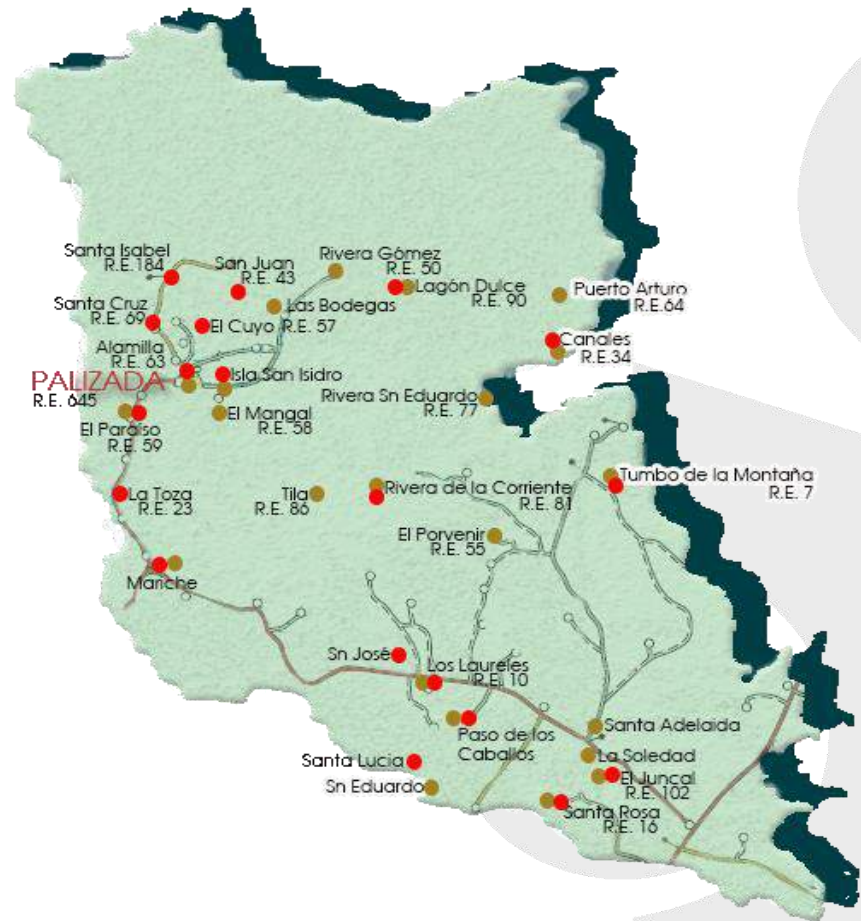 Santa Isabel
R.E.184
San Juan
R.E. 43
Rivera Gómez
R.E. 50
Lagón Dulce
R.E. 90
Puerto Arturo
R.E.64
Santa Cruz
R.E. 69
El Cuyo
Las Bodegas
R.E. 57
Canales
R.E.34
Alamilla
R.E. 63
PALIZADA
R.E. 645
Isla San Isidro
El Mangal
R.E. 58
Rivera Sn Eduardo
R.E. 77
El Paraíso
R.E. 59
La Toza
R.E. 23
Tila
R.E. 86
Rivera de la Corriente
R.E. 81
Tumbo de la Montaña
R.E. 7
El Porvenir
R.E. 55
Mariche
Sn José
Los Laureles
R.E. 10
Paso de los
Caballos
Santa Adelaida
Santa Lucia
La Soledad
Sn Eduardo
El Juncal
R.E. 102
Santa Rosa
R.E. 16